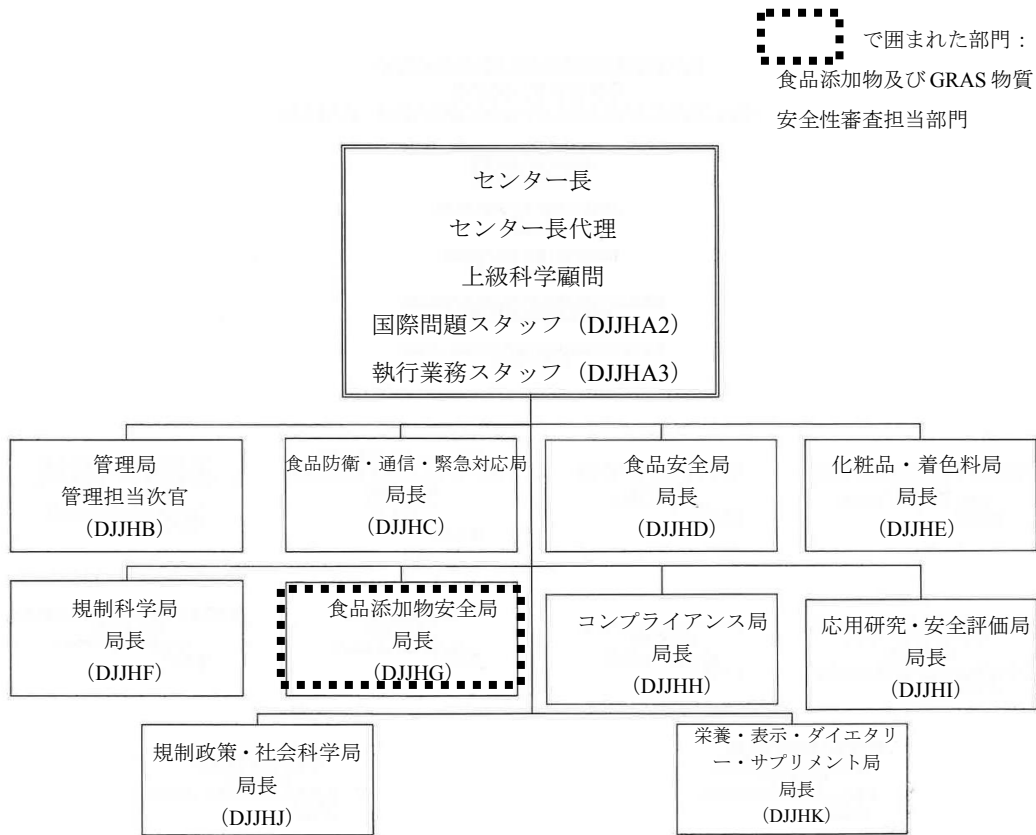 で囲まれた部門：
食品添加物及び GRAS 物質
安全性審査担当部門
センター長
センター長代理
上級科学顧問
国際問題スタッフ（DJJHA2）
執行業務スタッフ（DJJHA3）
管理局
管理担当次官
（DJJHB）
食品防衛・通信・緊急対応局
局長
（DJJHC）
食品安全局
局長
（DJJHD）
化粧品・着色料局
局長
（DJJHE）
規制科学局
局長
（DJJHF）
食品添加物安全局
局長
（DJJHG）
コンプライアンス局
局長
（DJJHH）
応用研究・安全評価局
局長
（DJJHI）
規制政策・社会科学局
局長
（DJJHJ）
栄養・表示・ダイエタリ
ー・サプリメント局
局長
（DJJHK）